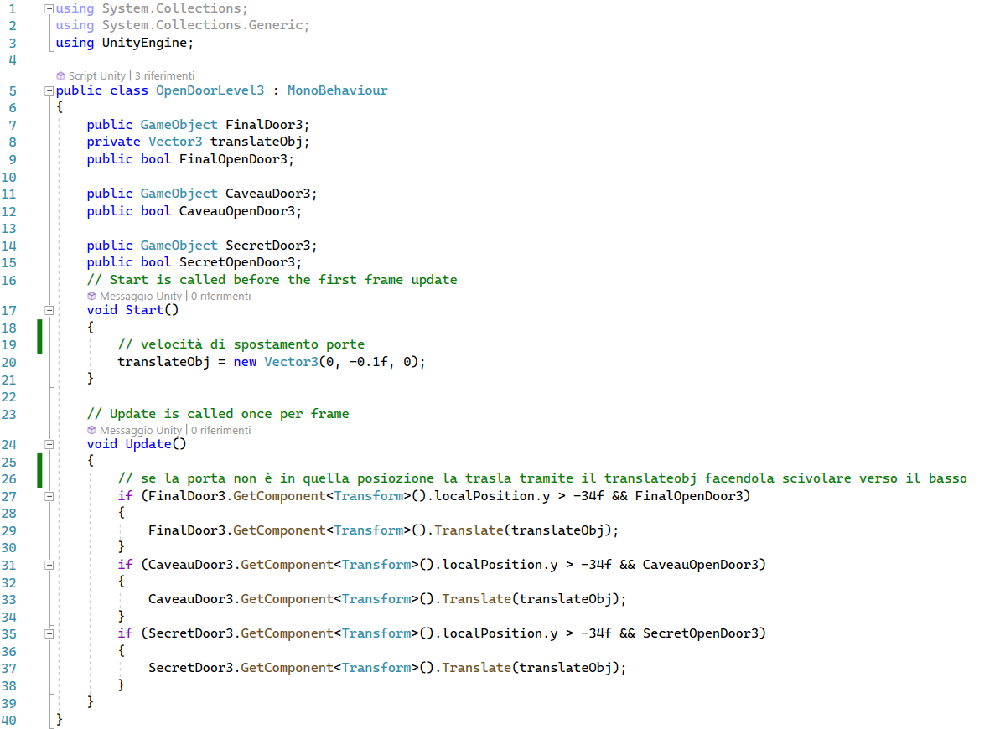 1 using System.Collections;
2 using System.Collections.Generic;
3 using UnityEngine;
4
Script Unity | 3 riferimenti
5 public class OpenDoorLevel3 : MonoBehaviour
6 {
7 public GameObject FinalDoor3;
8 private Vector3 translateObj;
9 public bool FinalOpenDoor3;
10
11 public GameObject CaveauDoor3;
12 public bool CaveauOpenDoor3;
13
14 public GameObject SecretDoor3;
15 public bool SecretOpenDoor3;
16 // Start is called before the first frame update
Messaggio Unity | 0 riferimenti
17 void Start()
18 {
19 // velocità di spostamento porte
20 translateObj = new Vector3(0, -0.1f, 0);
21 }
22
23 // Update is called once per frame
Messaggio Unity | 0 riferimenti
24 void Update()
25 {
26 // se la porta non è in quella posiozione la trasla tramite il translateobj facendola scivolare verso il basso
27 if (FinalDoor3.GetComponent<Transform>().localPosition.y > -34f && FinalOpenDoor3)
28 {
29 FinalDoor3.GetComponent<Transform>().Translate(translateObj);
30 }
31 if (CaveauDoor3.GetComponent<Transform>().localPosition.y > -34f && CaveauOpenDoor3)
32 {
33 CaveauDoor3.GetComponent<Transform>().Translate(translateObj);
34 }
35 if (SecretDoor3.GetComponent<Transform>().localPosition.y > -34f && SecretOpenDoor3)
36 {
37 SecretDoor3.GetComponent<Transform>().Translate(translateObj);
38 }
39 }
40 }